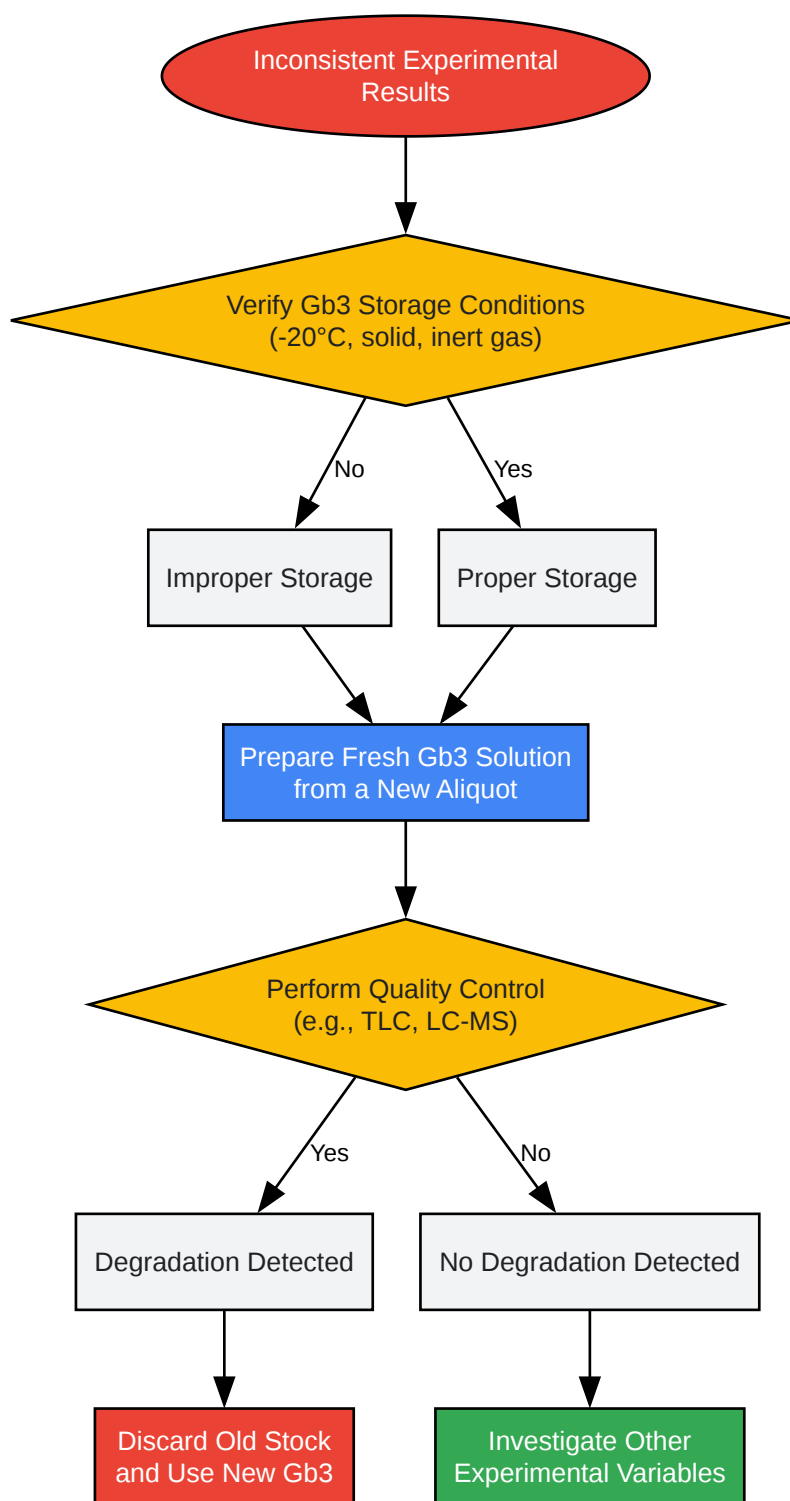 Inconsistent Experimental
Results
Verify Gb3 Storage Conditions
(-20°C, solid, inert gas)
No
Yes
Improper Storage
Proper Storage
Prepare Fresh Gb3 Solution
from a New Aliquot
Perform Quality Control
(e.g., TLC, LC-MS)
Yes
No
Degradation Detected
No Degradation Detected
Discard Old Stock
and Use New Gb3
Investigate Other
Experimental Variables